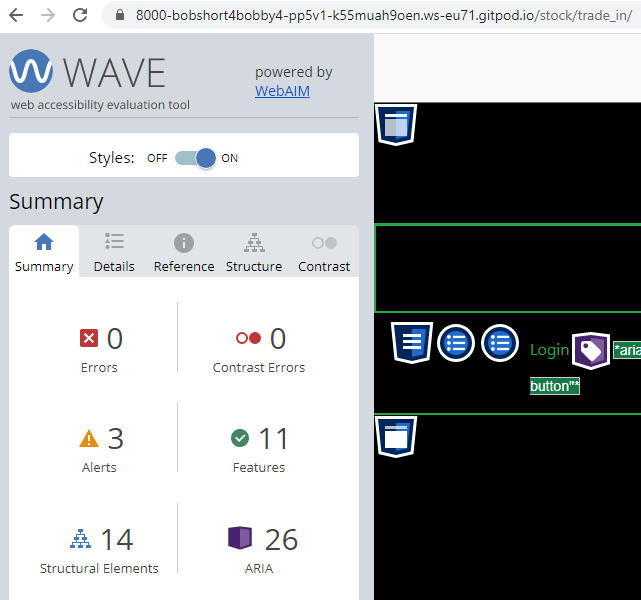 8000-bobshort4bobby4-pp5v1-k55muah9oen.ws-eu71.gitpod.io/stock/trade_in/
WAVE
powered by
WebAIM
web accessibility evaluation tool
Styles: OFF ON
Summary
Summary Details Reference Structure Contrast
0 0
Errors Contrast Errors
3 11
Alerts Features
14 26
Structural Elements ARIA
Login *aria
button"*